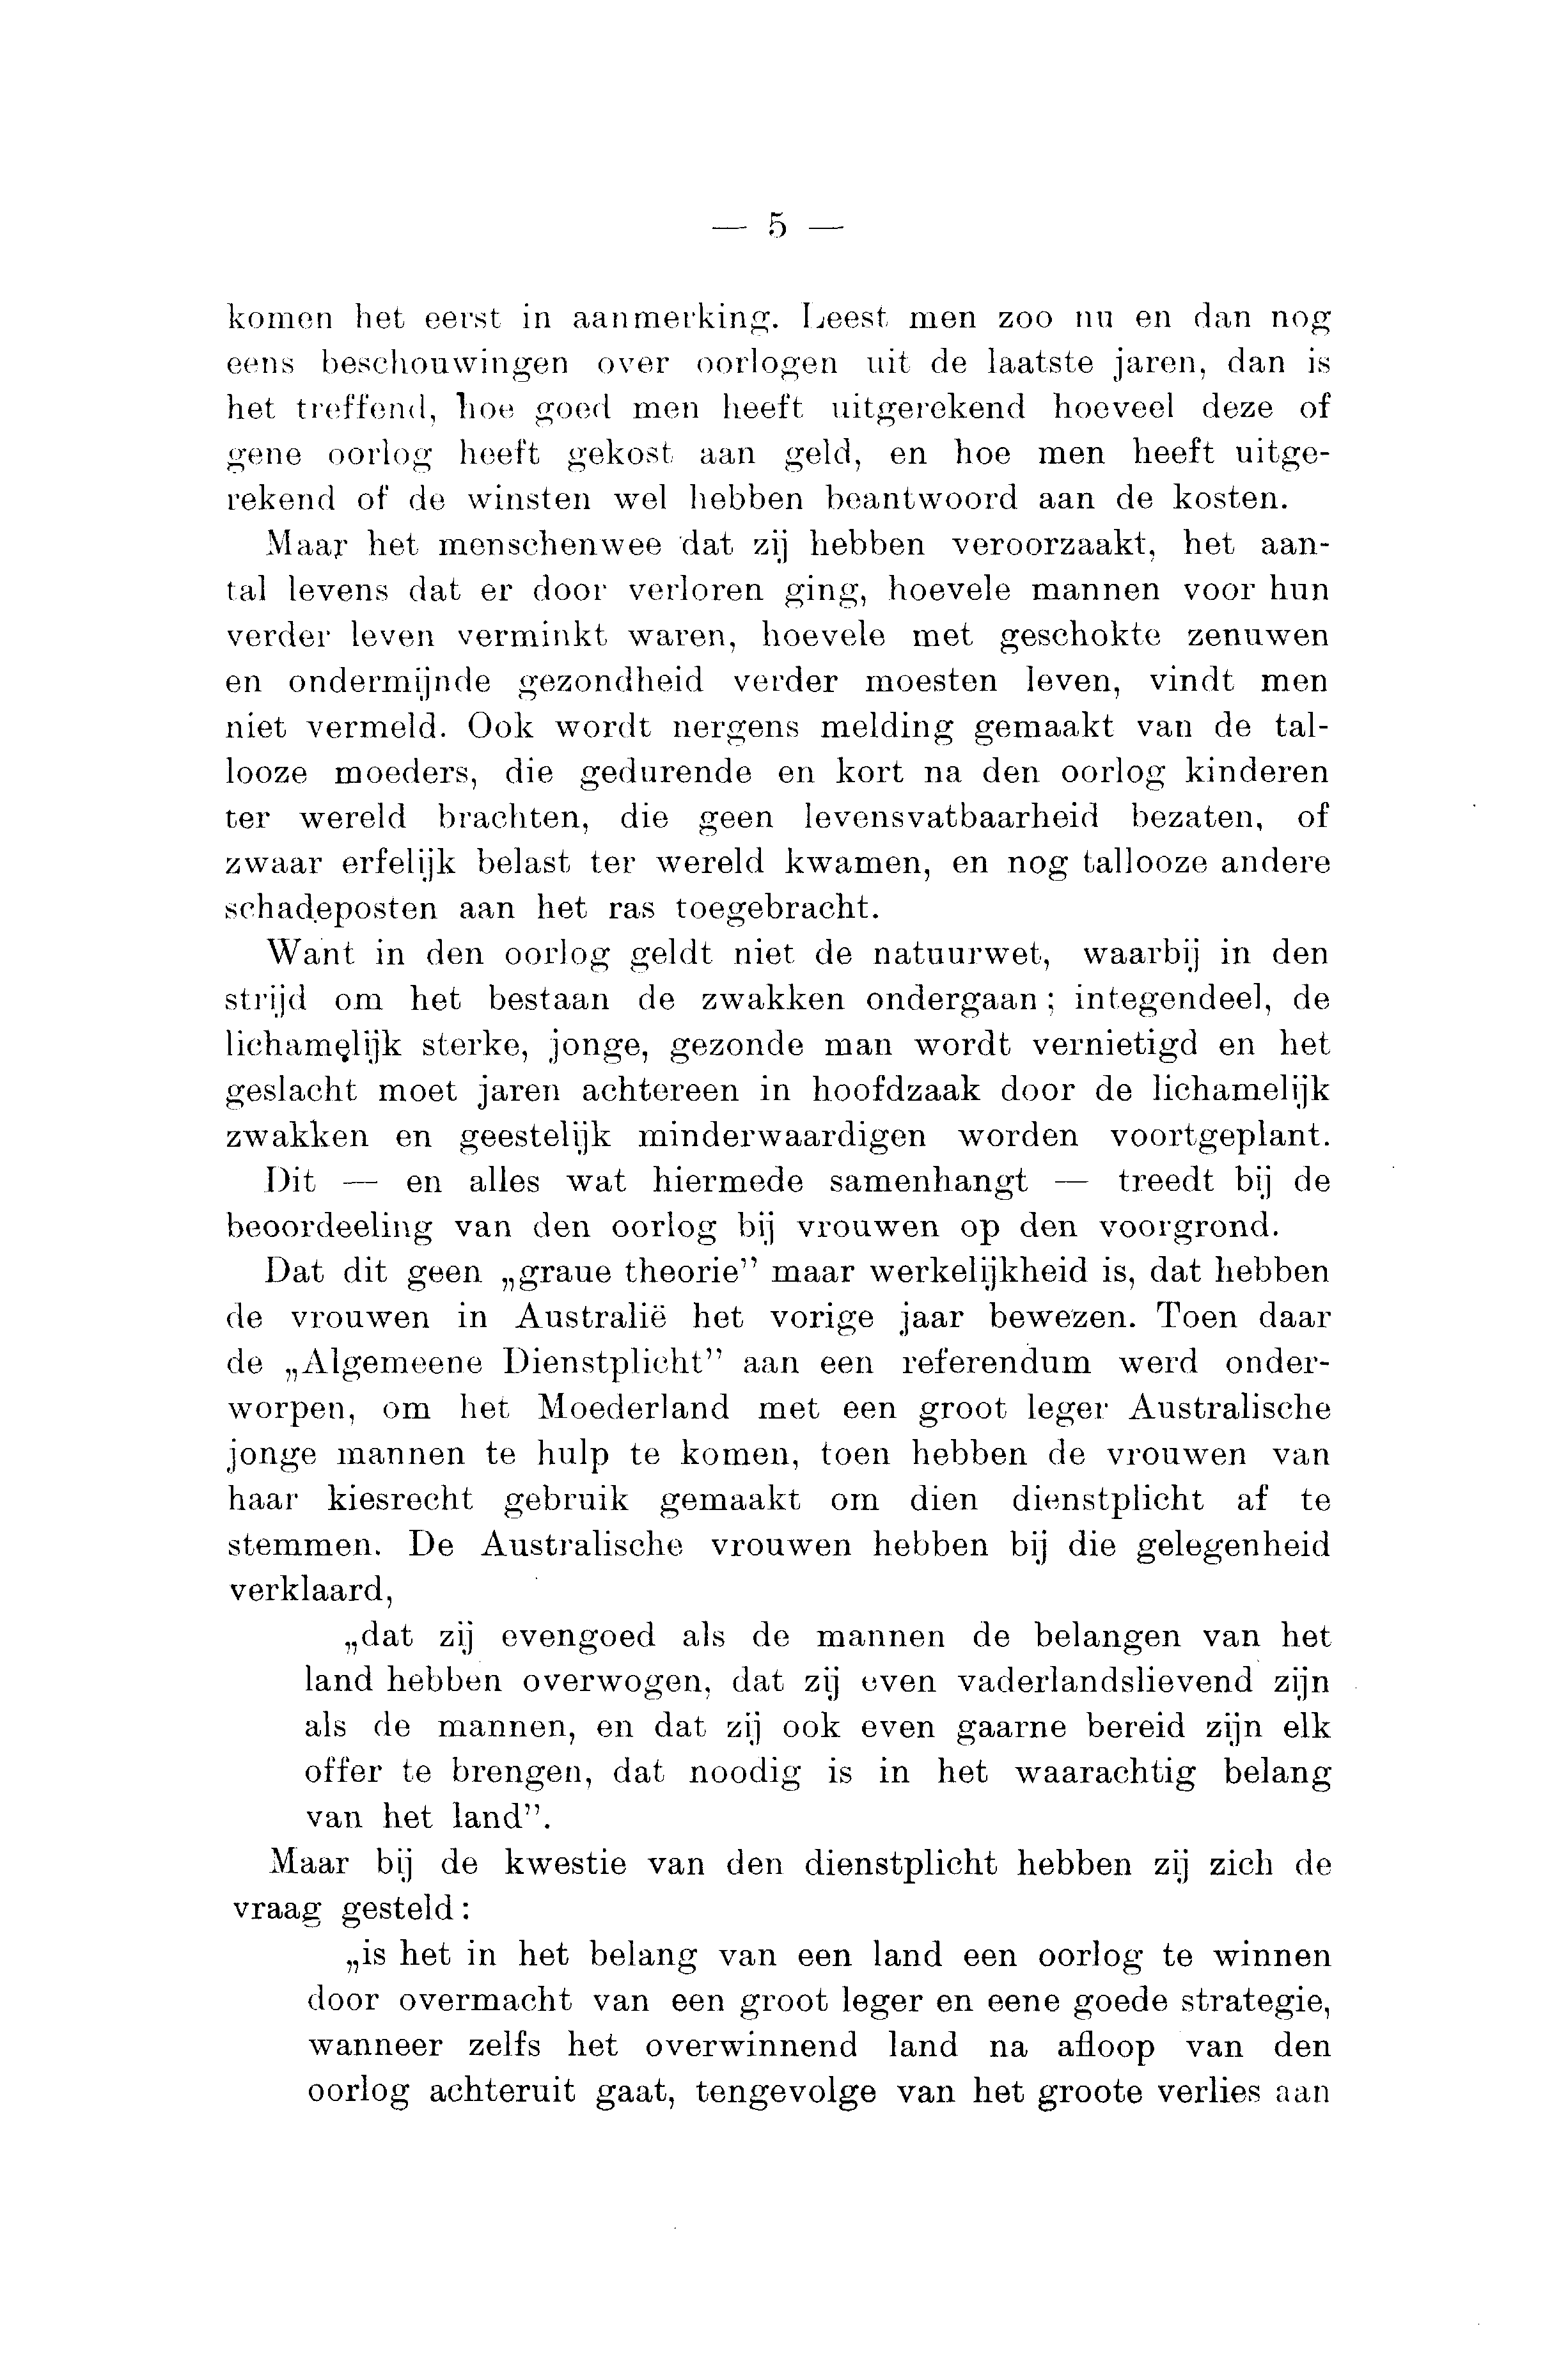 — 5 —
komen het eerst in aanmerking. Leest men zoo nu en dan nog
eens beschouwingen over oorlogen uit de laatste jaren, dan is
het treffend, hoe goed men heeft uitgerekend hoeveel deze of
gene oorlog heeft gekost aan geld, en hoe men heeft uitge-
rekend of de winsten wel hebben beantwoord aan de kosten.
Maar het menschenwee dat zij hebben veroorzaakt, het aan-
tal levens dat er door verloren ging, hoevele mannen voor hun
verder leven verminkt waren, hoevele met geschokte zenuwen
en ondermijnde gezondheid verder moesten leven, vindt men
niet vermeld. Ook wordt nergens melding gemaakt van de tal-
looze moeders, die gedurende en kort na den oorlog kinderen
ter wereld brachten, die geen levensvatbaarheid bezaten, of
zwaar erfelijk belast ter wereld kwamen, en nog tallooze andere
schadeposten aan het ras toegebracht.
Want in den oorlog geldt niet de natuurwet, waarbij in den
strijd om het bestaan de zwakken ondergaan; integendeel, de
lichamelijk sterke, jonge, gezonde man wordt vernietigd en het
geslacht moet jaren achtereen in hoofdzaak door de lichamelijk
zwakken en geestelijk minderwaardigen worden voortgeplant.
Dit — en alles wat hiermede samenhangt — treedt bij de
beoordeeling van den oorlog bij vrouwen op den voorgrond.
Dat dit geen „graue theorie” maar werkelijkheid is, dat hebben
de vrouwen in Australië het vorige jaar bewezen. Toen daar
de „Algemeene Dienstplicht” aan een referendum werd onder-
worpen, om het Moederland met een groot leger Australische
jonge mannen te hulp te komen, toen hebben de vrouwen van
haar kiesrecht gebruik gemaakt om dien dienstplicht af te
stemmen. De Australische vrouwen hebben bij die gelegenheid
verklaard,
„dat zij evengoed als de mannen de belangen van het
land hebben overwogen, dat zij even vaderlandslievend zijn
als de mannen, en dat zij ook even gaarne bereid zijn elk
offer te brengen, dat noodig is in het waarachtig belang
van het land”.
Maar bij de kwestie van den dienstplicht hebben zij zich de
vraag gesteld:
„is het in het belang van een land een oorlog te winnen
door overmacht van een groot leger en eene goede strategie,
wanneer zelfs het overwinnend land na afloop van den
oorlog achteruit gaat, tengevolge van het groote verlies aan